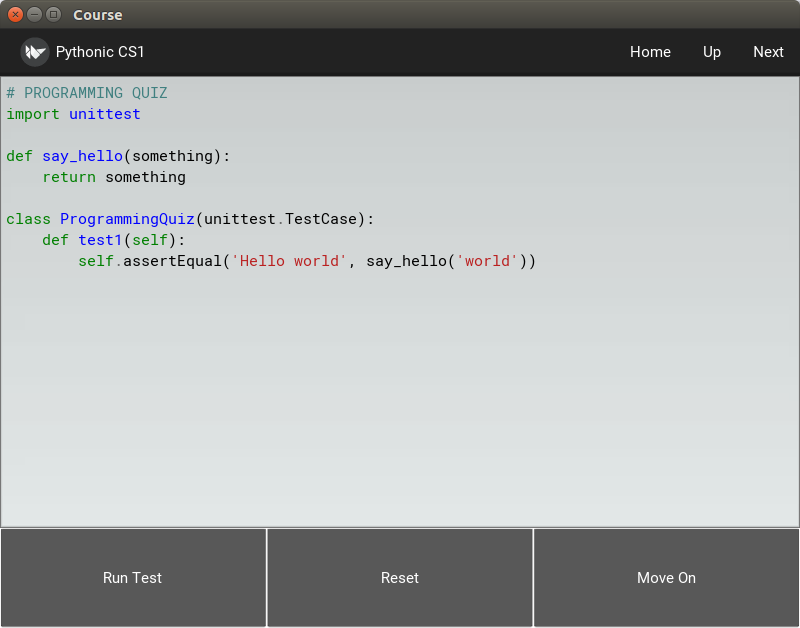 Course
Pythonic CS1 Home Up Next
# PROGRAMMING QUIZ
import unittest
def say_hello(something):
    return something
class ProgrammingQuiz(unittest.TestCase):
    def test1(self):
        self.assertEqual('Hello world', say_hello('world'))
Run Test Reset Move On